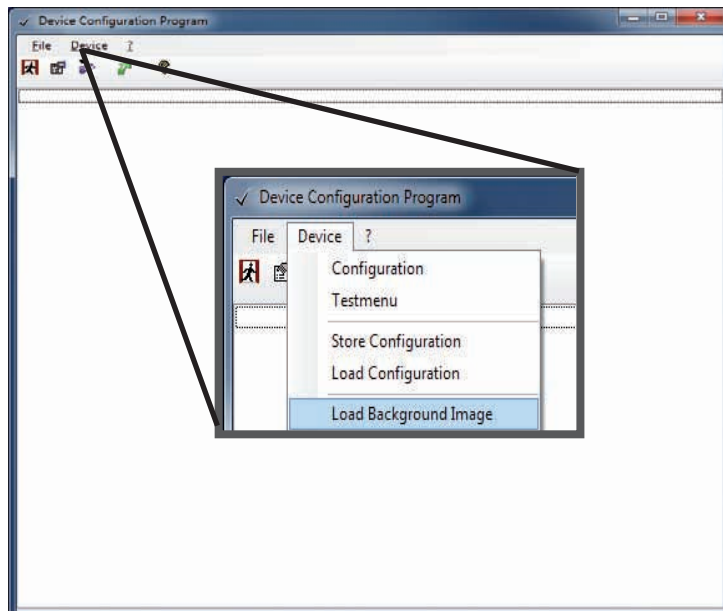 Device Configuration Program
File Device ?
Device Configuration Program
File Device ?
Configuration
Testmenu
Store Configuration
Load Configuration
Load Background Image